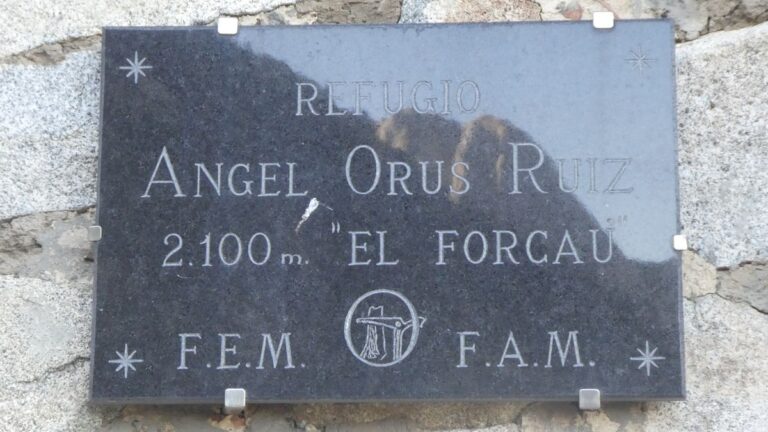 REFUGIO
ANGEL ORUS RUIZ
2.100 m. "EL FORCAU"
F.E.M. F.A.M.